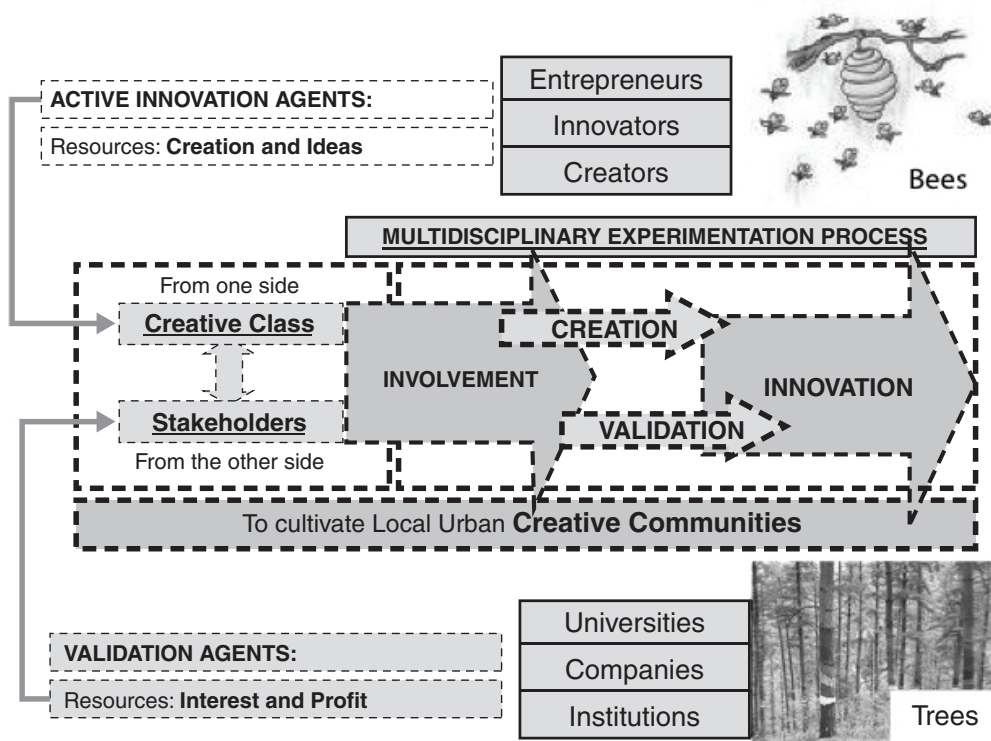 Entrepreneurs
ACTIVE INNOVATION AGENTS:
Innovators
Resources: Creation and Ideas
Creators
Bees
MULTIDISCIPLINARY EXPERIMENTATION PROCESS
From one side
Creative Class
CREATION
INVOLVEMENT
INNOVATION
Stakeholders
VALIDATION
From the other side
To cultivate Local Urban Creative Communities
Universities
VALIDATION AGENTS:
Companies
Resources: Interest and Profit
Institutions
Trees